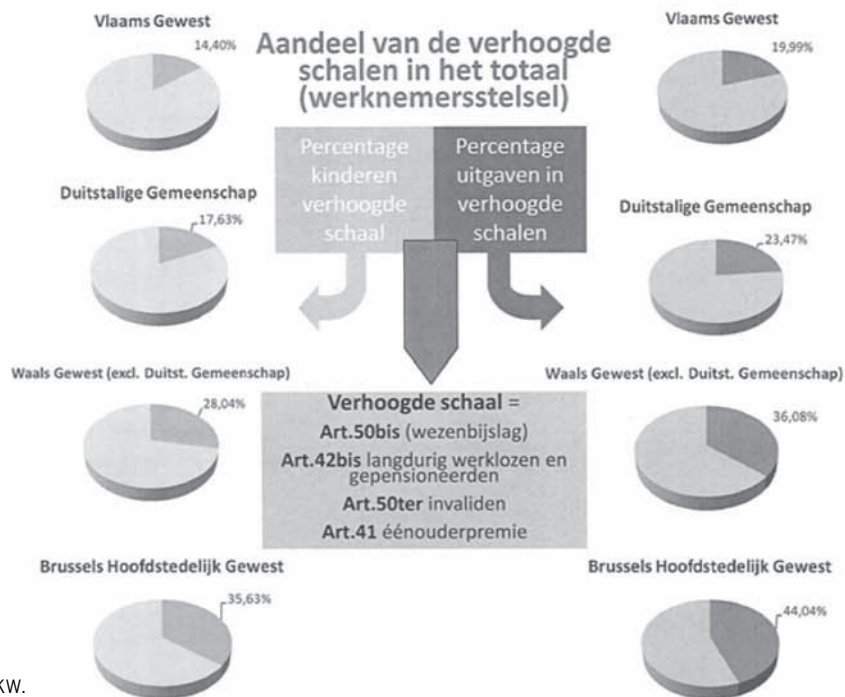 Aandeel van de verhoogde
schalen in het totaal
(werknemersstelsel)
Percentage
kinderen
verhoogde
schaal
Percentage
uitgaven in
verhoogde
schalen
Vlaams Gewest
14,40%
Duitstalige Gemeenschap
17,63%
Waals Gewest (excl. Duitst. Gemeenschap)
28,04%
Brussels Hoofdstedelijk Gewest
35,63%
Vlaams Gewest
19,99%
Duitstalige Gemeenschap
23,47%
Waals Gewest (excl. Duitst. Gemeenschap)
36,08%
Brussels Hoofdstedelijk Gewest
44,04%
Verhoogde schaal =
Art.50bis (wezenbijslag)
Art.42bis langdurig werklozen en
gepensioneerden
Art.50ter invaliden
Art.41 éénouderpremie
KW.